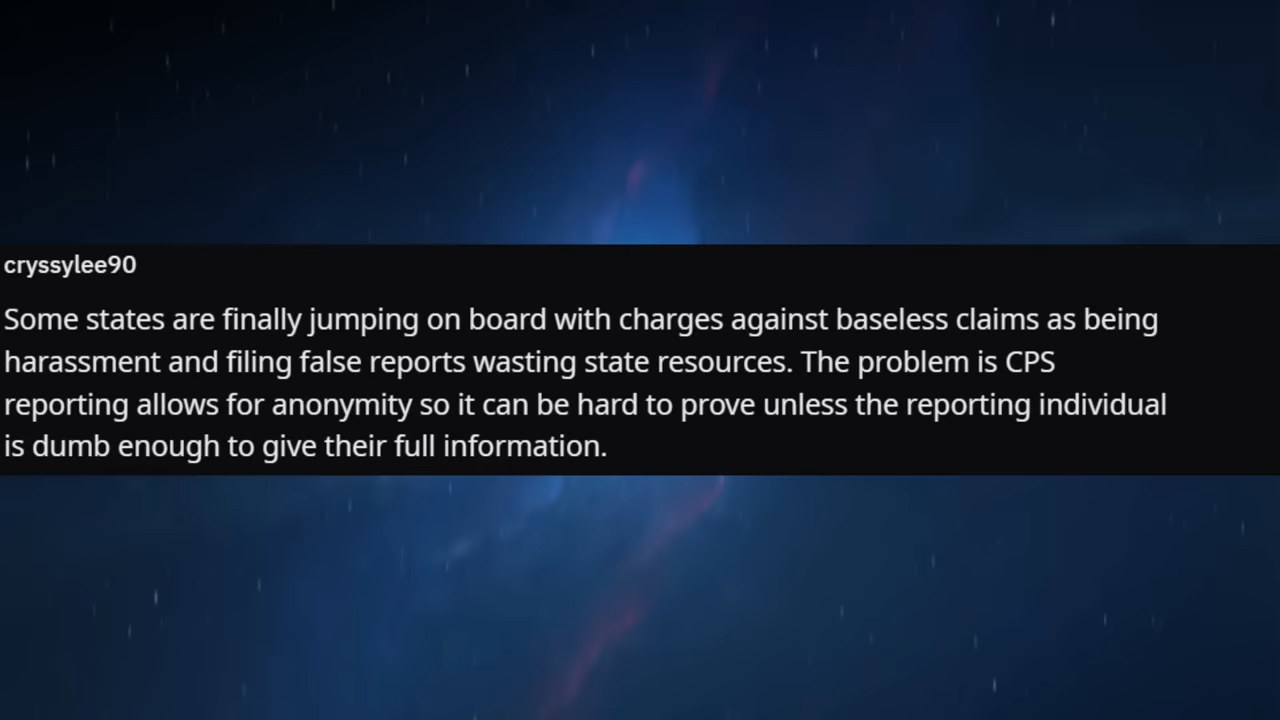 cryssylee90
Some states are finally jumping on board with charges against baseless claims as being
harassment and filing false reports wasting state resources. The problem is CPS
reporting allows for anonymity so it can be hard to prove unless the reporting individual
is dumb enough to give their full information.